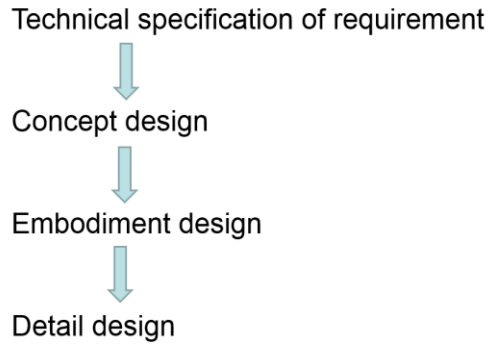 Technical specification of requirement
Concept design
Embodiment design
Detail design